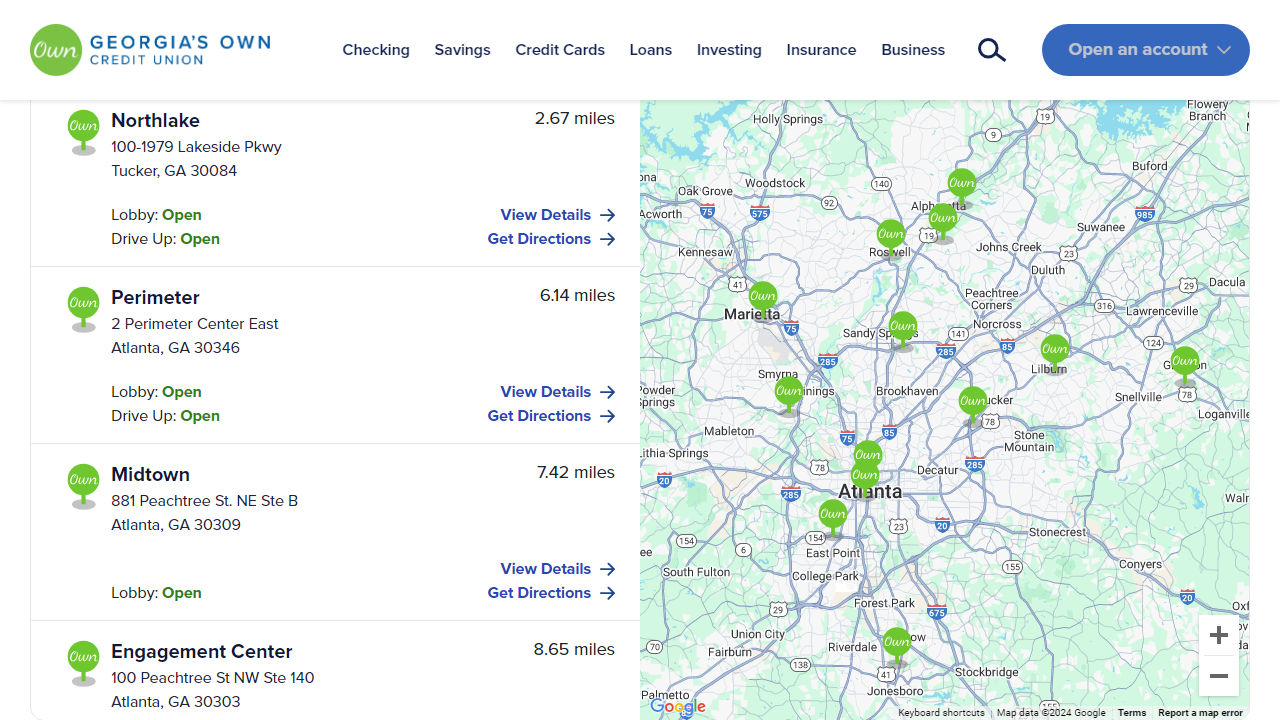 Own GEORGIA'S OWN
CREDIT UNION
Checking Savings Credit Cards Loans Investing Insurance Business
Open an account
Own Northlake 2.67 miles
100-1979 Lakeside Pkwy
Tucker, GA 30084
Lobby: Open View Details
Drive Up: Open Get Directions
Own Perimeter 6.14 miles
2 Perimeter Center East
Atlanta, GA 30346
Lobby: Open View Details
Drive Up: Open Get Directions
Own Midtown 7.42 miles
881 Peachtree St. NE Ste B
Atlanta, GA 30309
View Details
Lobby: Open Get Directions
Own Engagement Center 8.65 miles
100 Peachtree St NW Ste 140
Atlanta, GA 30303
Flowery
Branch
Holly Springs
19
9
Buford
Woodstock
140
Own
Oak Grove
92
Acworth
75
575
Own
985
Suwanee
Own
19
Johns Creek
Kennesaw
23
Duluth
41
29
Dacula
Own
Peachtree
Corners
316
Lawrenceville
Marietta
75
Own
Norcross
141
285
85
Own
124
Own
285
Lilburn
Smyrna
Own
Brookhaven
78
Powder
Springs
Snellville
Own
78
Loganville
Mableton
75
85
Stone
Mountain
Lithia Springs
Own
78
Decatur
285
20
Own
285
Atlanta
Own
23
20
Stonecrest
154
154
6
East Point
155
Conyers
South Fulton
College Park
20
29
Forest Park
675
Union City
70
Fairburn
Riverdale
Own
138
41
Stockbridge
Jonesboro
Palmetto
155
85
Google
Keyboard shortcuts Map data ©2024 Google Terms Report a map error